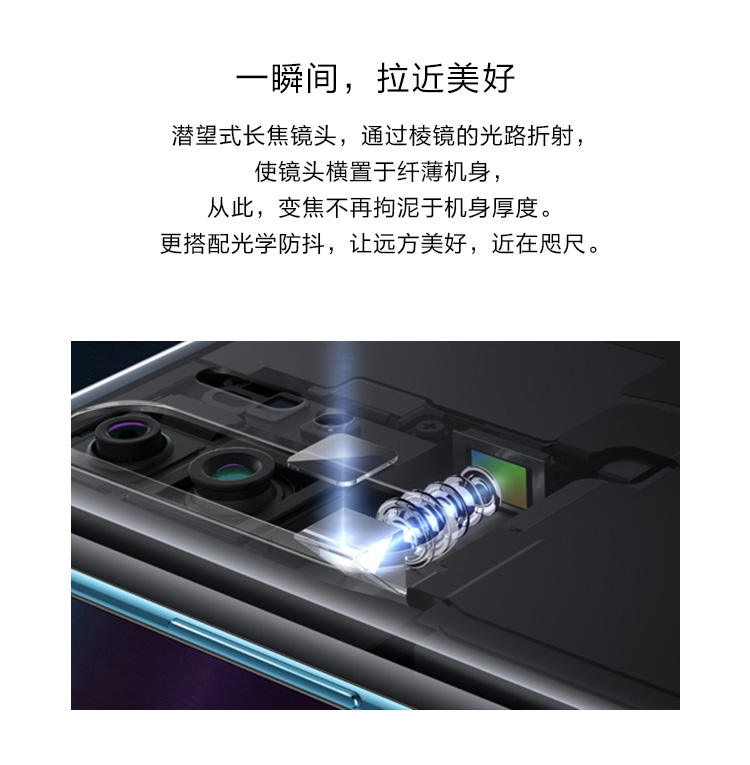 一瞬间，拉近美好
潜望式长焦镜头，通过棱镜的光路折射，
使镜头横置于纤薄机身，
从此，变焦不再拘泥于机身厚度。
更搭配光学防抖，让远方美好，近在咫尺。